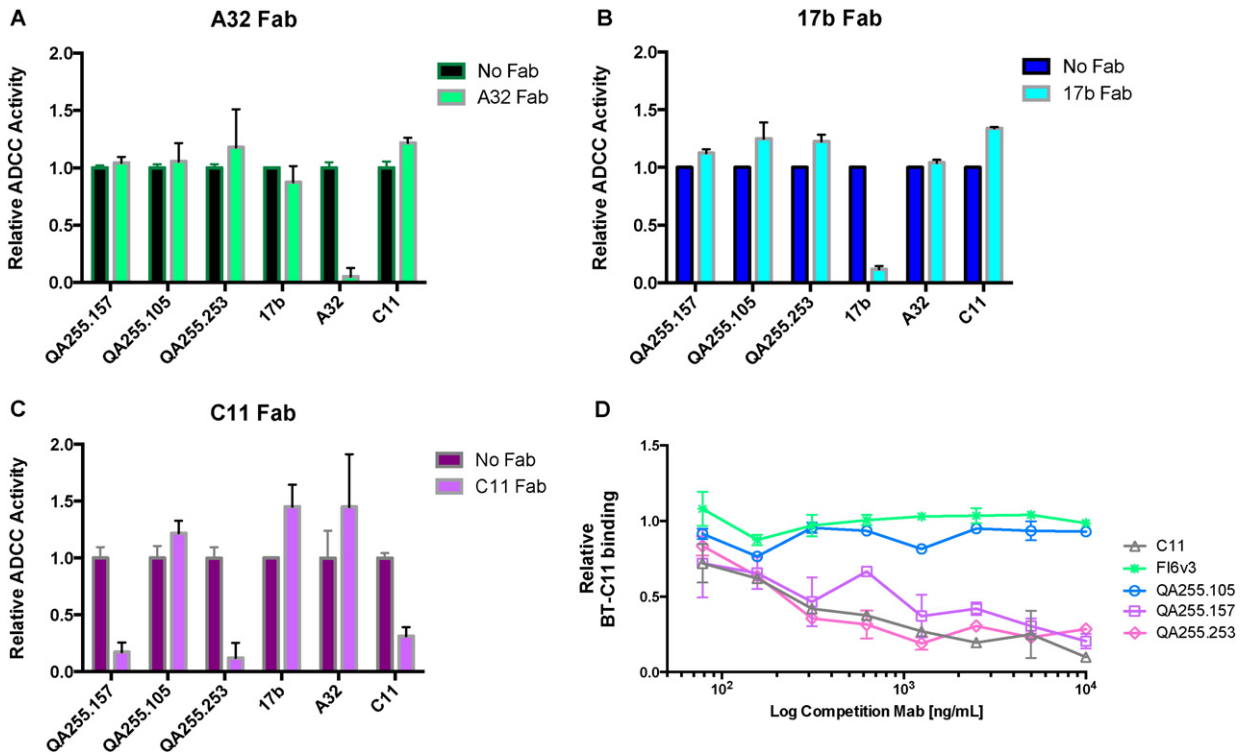 A
A32 Fab
Relative ADCC Activity
2.0
1.5
1.0
0.5
0.0
QA255.157
QA255.105
QA255.253
17b
A32
C11
No Fab
A32 Fab
B
17b Fab
Relative ADCC Activity
2.0
1.5
1.0
0.5
0.0
QA255.157
QA255.105
QA255.253
17b
A32
C11
No Fab
17b Fab
C
C11 Fab
Relative ADCC Activity
2.0
1.5
1.0
0.5
0.0
QA255.157
QA255.105
QA255.253
17b
A32
C11
No Fab
C11 Fab
D
Relative
BT-C11 binding
1.5
1.0
0.5
0.0
10²
10³
10⁴
Log Competition Mab [ng/mL]
C11
FI6v3
QA255.105
QA255.157
QA255.253